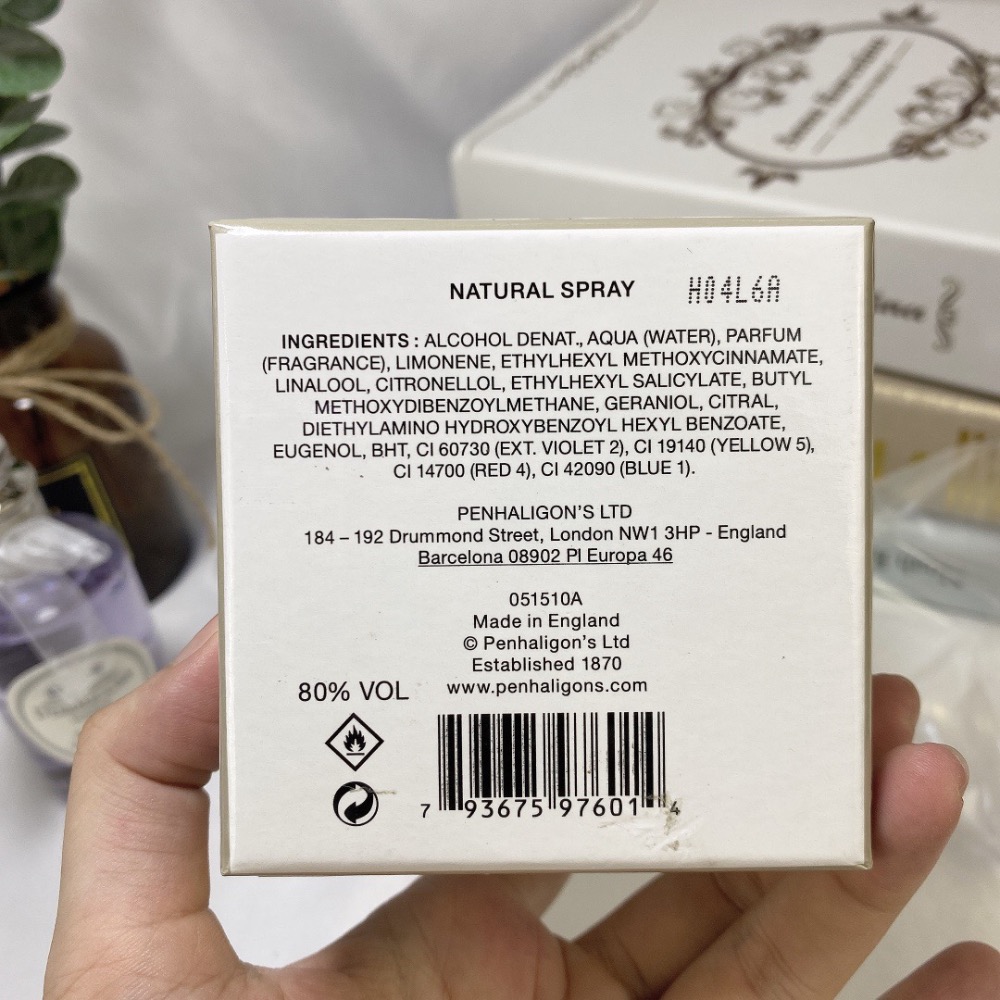 NATURAL SPRAY H04L6A
INGREDIENTS : ALCOHOL DENAT., AQUA (WATER), PARFUM
(FRAGRANCE), LIMONENE, ETHYLHEXYL METHOXYCINNAMATE,
LINALOOL, CITRONELLOL, ETHYLHEXYL SALICYLATE, BUTYL
METHOXYDIBENZOYLMETHANE, GERANIOL, CITRAL,
DIETHYLAMINO HYDROXYBENZOYL HEXYL BENZOATE,
EUGENOL, BHT, CI 60730 (EXT. VIOLET 2), CI 19140 (YELLOW 5),
CI 14700 (RED 4), CI 42090 (BLUE 1).
PENHALIGON'S LTD
184 – 192 Drummond Street, London NW1 3HP - England
Barcelona 08902 Pl Europa 46
051510A
Made in England
© Penhaligon's Ltd
Established 1870
80% VOL www.penhaligons.com
7 93675 97601 4